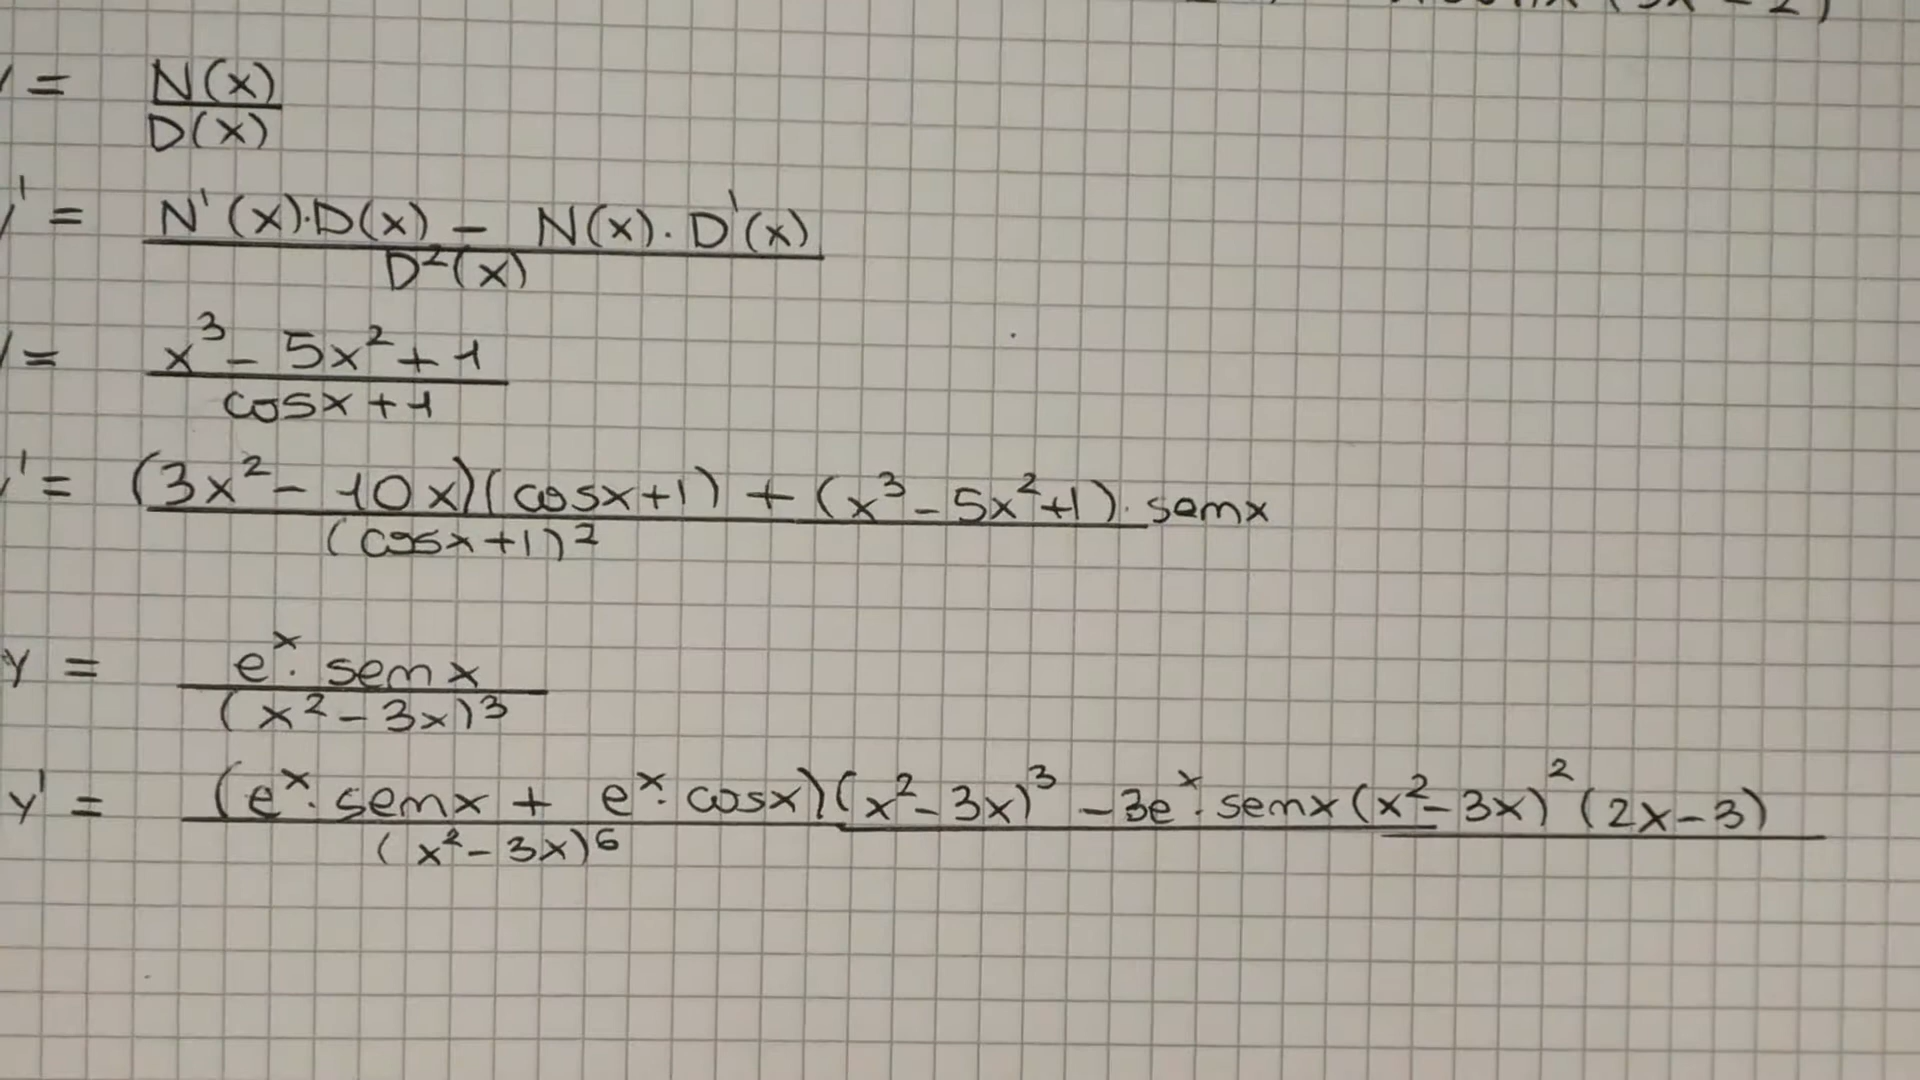 = N(x)
D(x)
' = N'(x)·D(x) - N(x)·D'(x)
D²(x)
= x³ - 5x² + 1
cosx + 1
' = (3x² - 10x)(cosx+1) + (x³ - 5x² + 1)·senx
(cosx+1)²
y = eˣ· senx
(x² - 3x)³
y' = (eˣ· senx + eˣ· cosx)(x² - 3x)³ - 3eˣ· senx (x² - 3x)² (2x - 3)
(x² - 3x)⁶